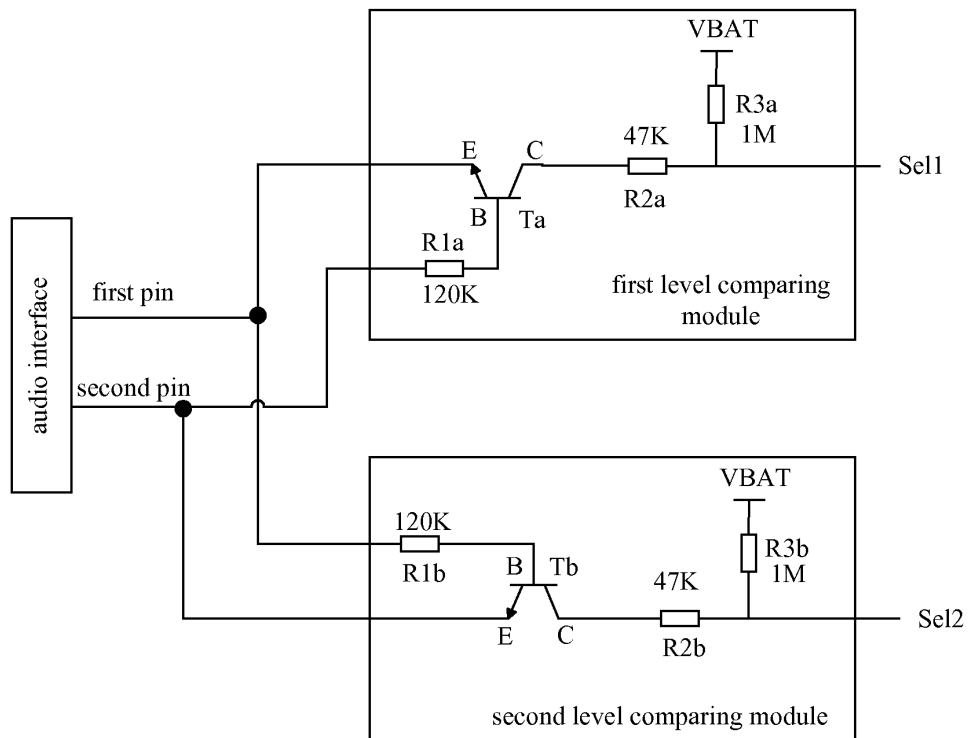 VBAT
R3a
1M
47K
E
C
Sel1
R2a
B
Ta
R1a
120K
first level comparing
module
audio interface
first pin
second pin
VBAT
120K
R3b
1M
B
Tb
47K
R1b
E
C
Sel2
R2b
second level comparing module